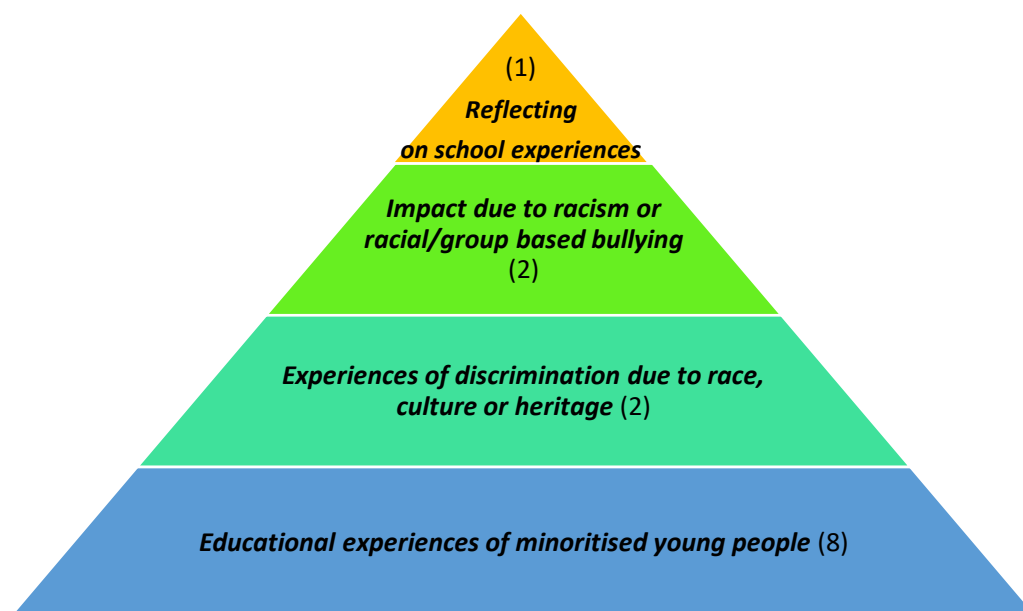 (1)
Reflecting
on school experiences
Impact due to racism or
racial/group based bullying
(2)
Experiences of discrimination due to race,
culture or heritage (2)
Educational experiences of minoritised young people (8)